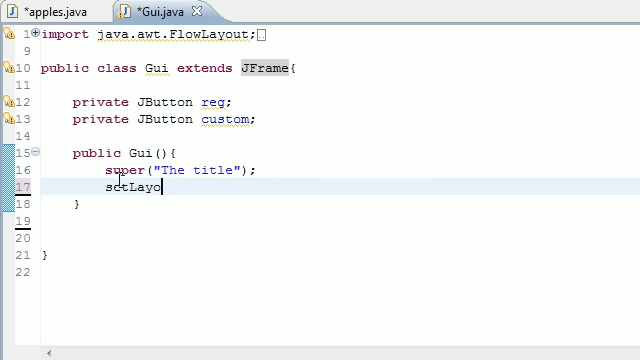 *apples.java *Gui.java
1 import java.awt.FlowLayout;
9
10 public class Gui extends JFrame{
11
12 private JButton reg;
13 private JButton custom;
14
15 public Gui(){
16 super("The title");
17 setLayo
18 }
19
20
21 }
22